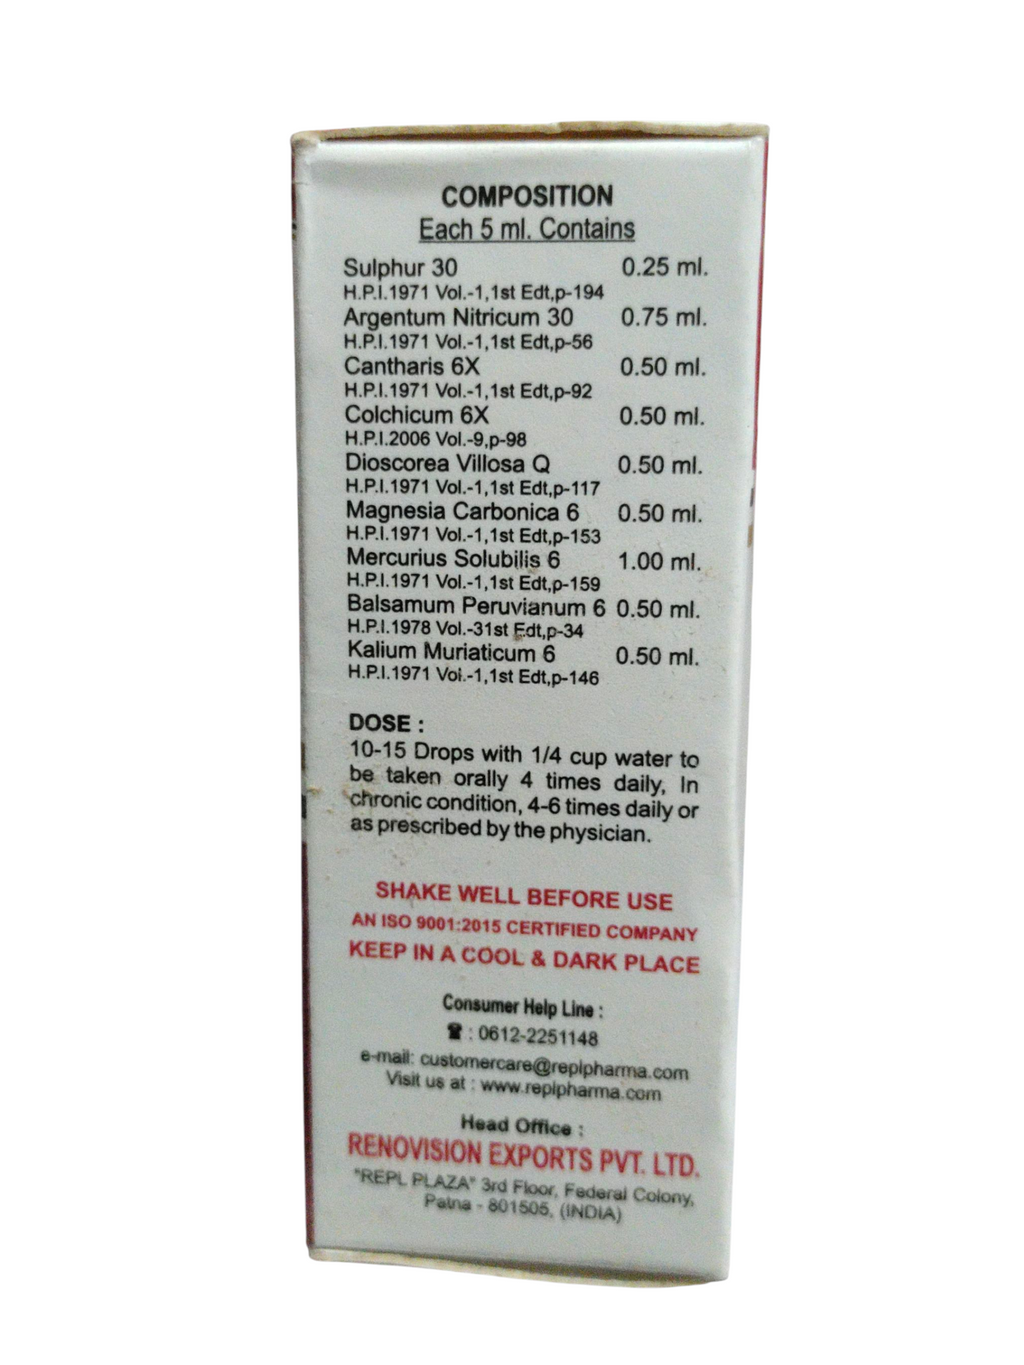 COMPOSITION
Each 5 ml. Contains
Sulphur 30 0.25 ml.
H.P.I.1971 Vol.-1,1st Edt,p-194
Argentum Nitricum 30 0.75 ml.
H.P.I.1971 Vol.-1,1st Edt,p-56
Cantharis 6X 0.50 ml.
H.P.I.1971 Vol.-1,1st Edt,p-92
Colchicum 6X 0.50 ml.
H.P.I.2006 Vol.-9,p-98
Dioscorea Villosa Q 0.50 ml.
H.P.I.1971 Vol.-1,1st Edt,p-117
Magnesia Carbonica 6 0.50 ml.
H.P.I.1971 Vol.-1,1st Edt,p-153
Mercurius Solubilis 6 1.00 ml.
H.P.I.1971 Vol.-1,1st Edt,p-159
Balsamum Peruvianum 6 0.50 ml.
H.P.I.1978 Vol.-31st Edt,p-34
Kalium Muriaticum 6 0.50 ml.
H.P.I.1971 Vol.-1,1st Edt,p-146
DOSE :
10-15 Drops with 1/4 cup water to
be taken orally 4 times daily, In
chronic condition, 4-6 times daily or
as prescribed by the physician.
SHAKE WELL BEFORE USE
AN ISO 9001:2015 CERTIFIED COMPANY
KEEP IN A COOL & DARK PLACE
Consumer Help Line :
☎ : 0612-2251148
e-mail: customercare@replpharma.com
Visit us at : www.replpharma.com
Head Office :
RENOVISION EXPORTS PVT. LTD.
"REPL PLAZA" 3rd Floor, Federal Colony,
Patna - 801505, (INDIA)